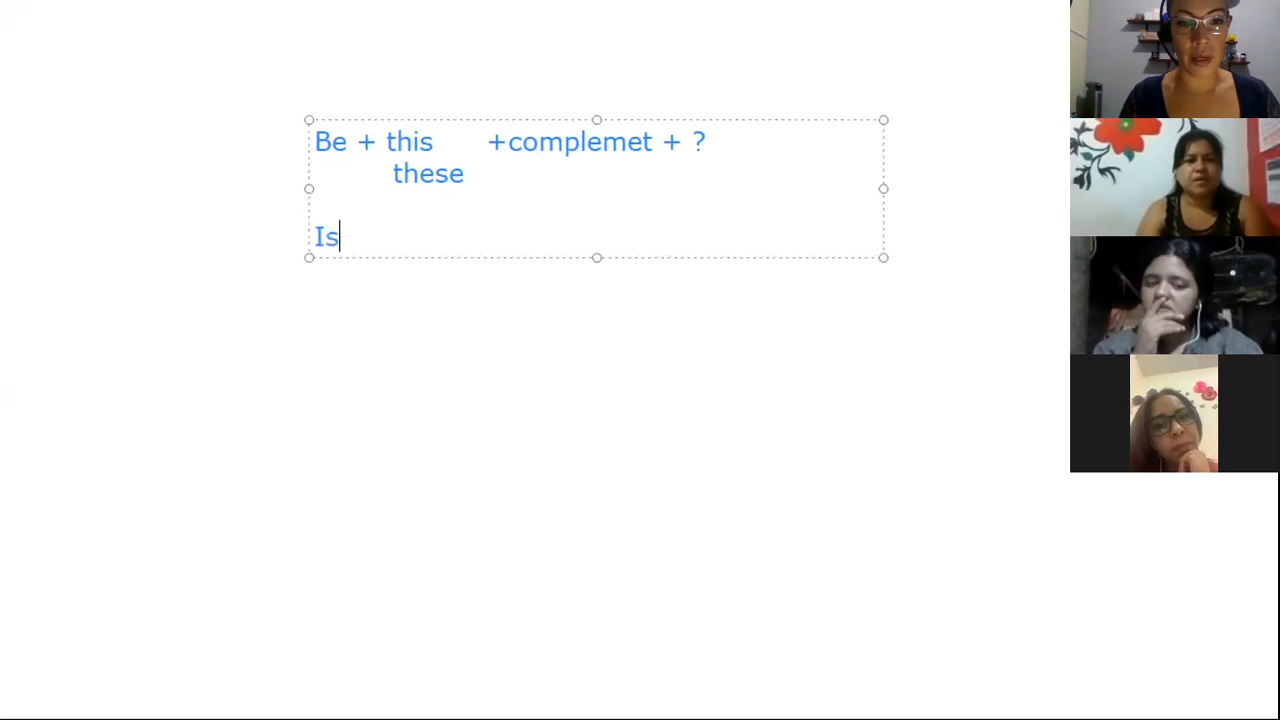 Be + this +complemet + ?
these
Is